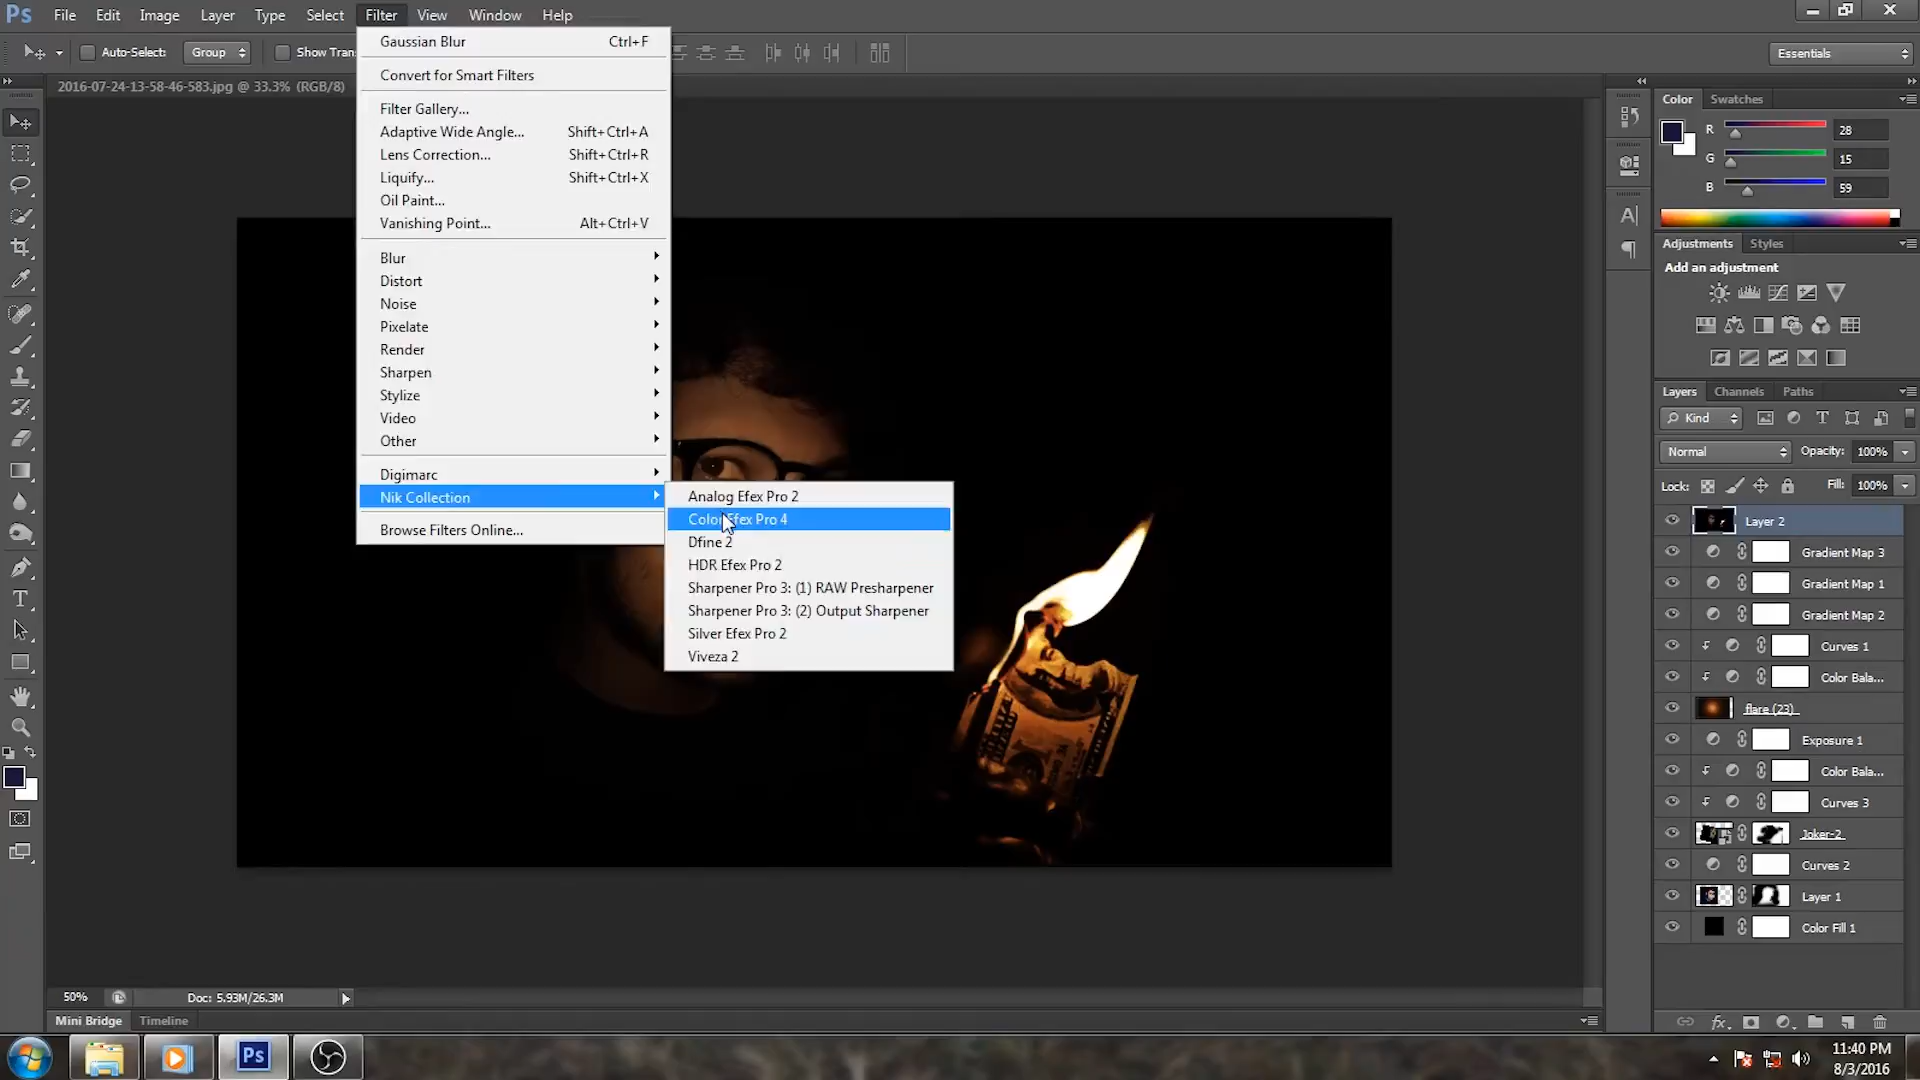 Ps File Edit Image Layer Type Select Filter View Window Help
Auto-Select: Group Show Tran Essentials
2016-07-24-13-58-46-583.jpg @ 33.3% (RGB/8)
Gaussian Blur Ctrl+F
Convert for Smart Filters
Filter Gallery...
Adaptive Wide Angle... Shift+Ctrl+A
Lens Correction... Shift+Ctrl+R
Liquify... Shift+Ctrl+X
Oil Paint...
Vanishing Point... Alt+Ctrl+V
Blur
Distort
Noise
Pixelate
Render
Sharpen
Stylize
Video
Other
Digimarc
Nik Collection
Browse Filters Online...
Analog Efex Pro 2
Color Efex Pro 4
Dfine 2
HDR Efex Pro 2
Sharpener Pro 3: (1) RAW Presharpener
Sharpener Pro 3: (2) Output Sharpener
Silver Efex Pro 2
Viveza 2
Color Swatches
R 28
G 15
B 59
Adjustments Styles
Add an adjustment
Layers Channels Paths
Kind
Normal Opacity: 100%
Lock: Fill: 100%
Layer 2
Gradient Map 3
Gradient Map 1
Gradient Map 2
Curves 1
Color Bala...
flare (23)
Exposure 1
Color Bala...
Curves 3
Joker-2
Curves 2
Layer 1
Color Fill 1
50% Doc: 5.93M/26.3M
Mini Bridge Timeline
Ps
11:40 PM
8/3/2016